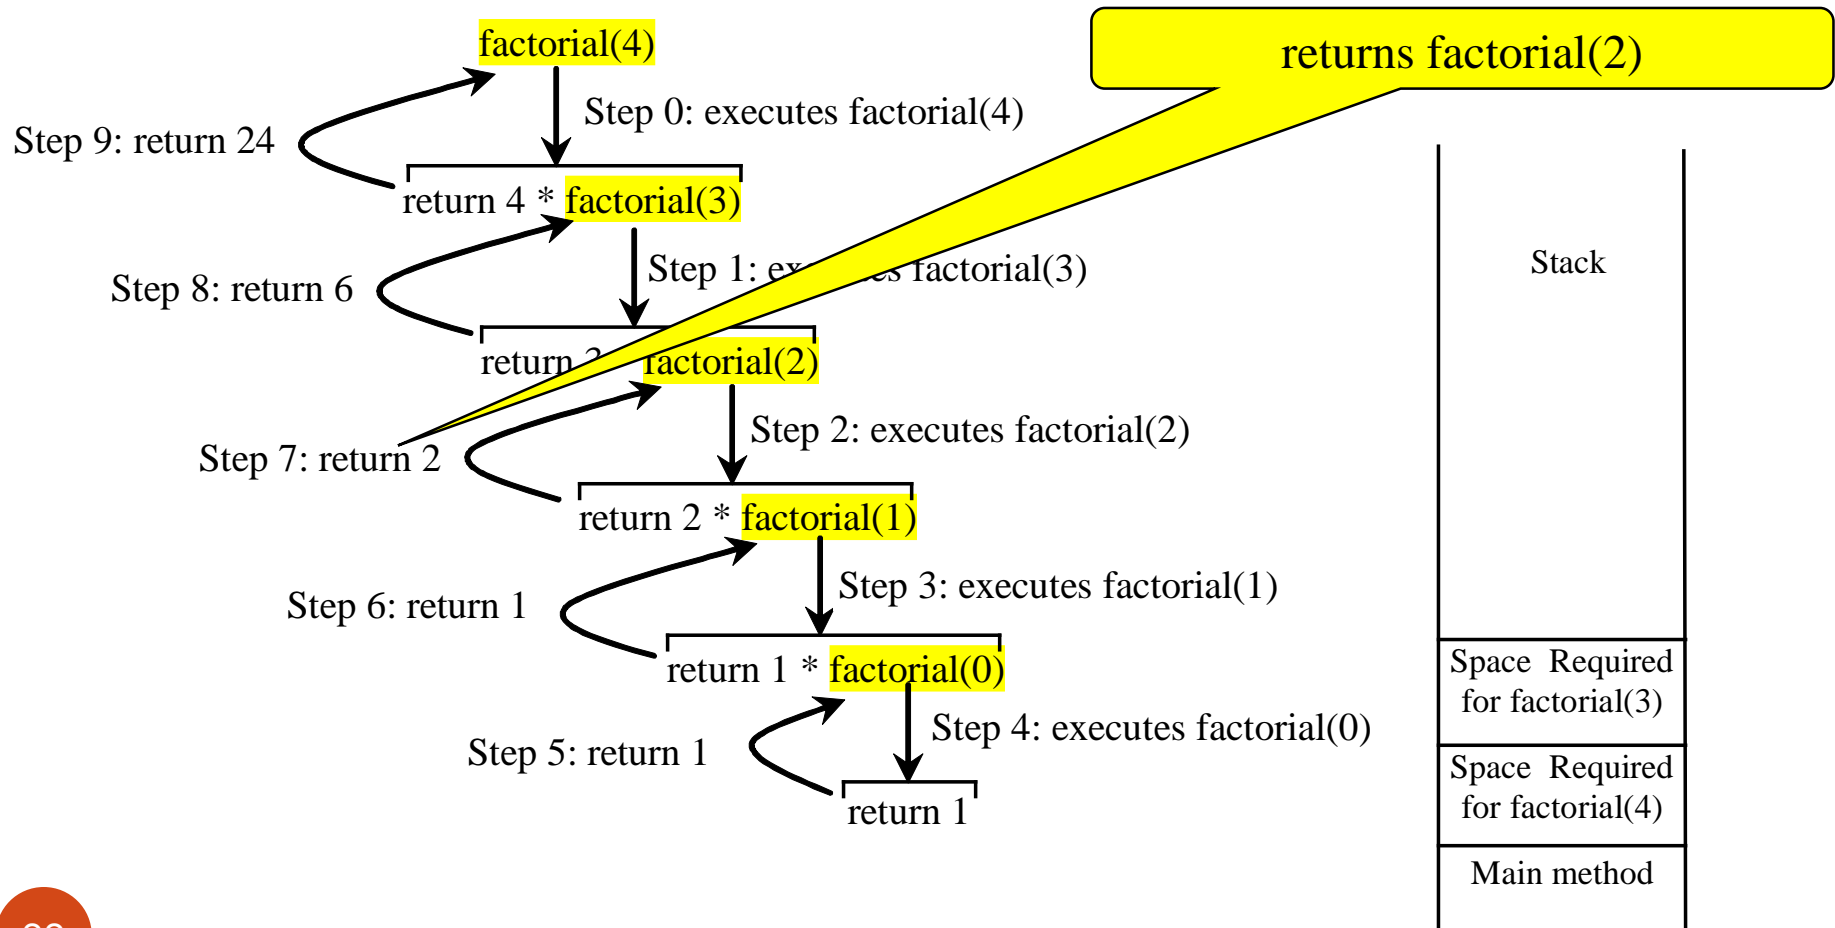 factorial(4)
returns factorial(2)
Step 0: executes factorial(4)
Step 9: return 24
return 4 * factorial(3)
Step 1: executes factorial(3)
Stack
Step 8: return 6
return 3 factorial(2)
Step 2: executes factorial(2)
Step 7: return 2
return 2 * factorial(1)
Step 3: executes factorial(1)
Step 6: return 1
return 1 * factorial(0)
Space Required
for factorial(3)
Step 4: executes factorial(0)
Step 5: return 1
return 1
Space Required
for factorial(4)
Main method